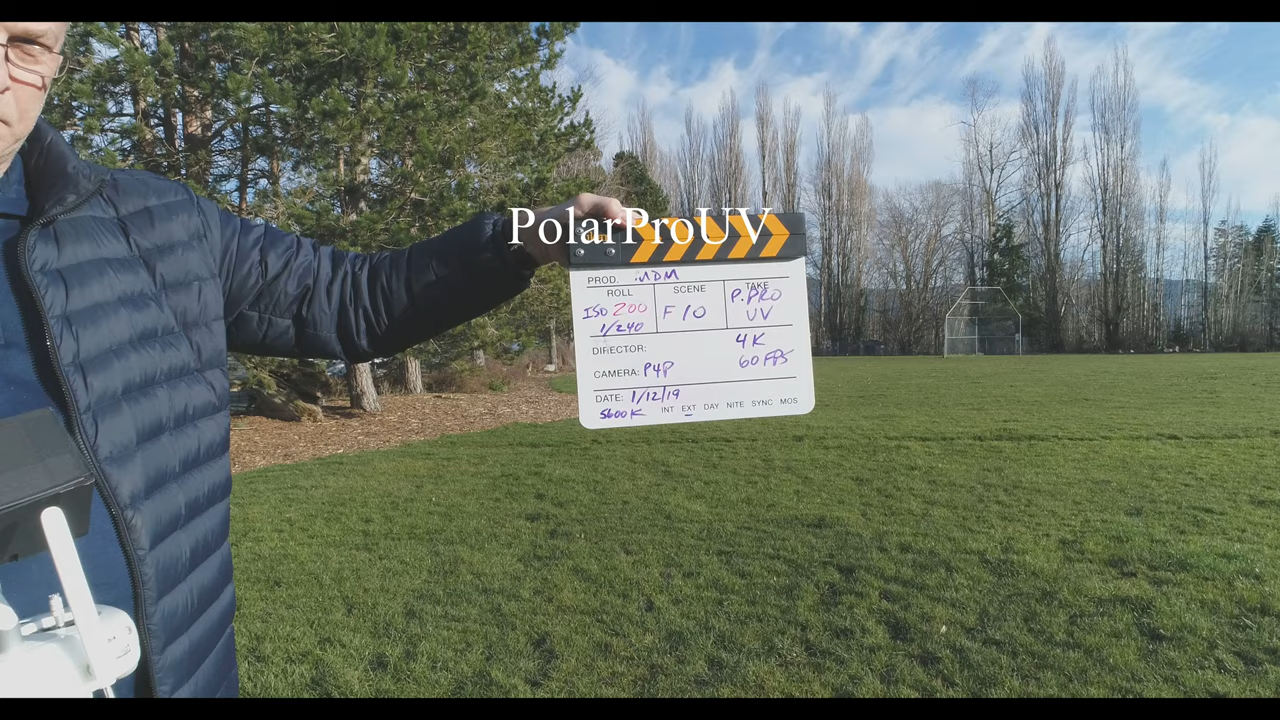 PolarProUV
PROD. MDM
ROLL SCENE TAKE
ISO 200 F10 P.PRO
1/240 UV
DIRECTOR: 4K
CAMERA: P4P 60 FPS
DATE: 1/12/19
5600K INT EXT DAY NITE SYNC MOS